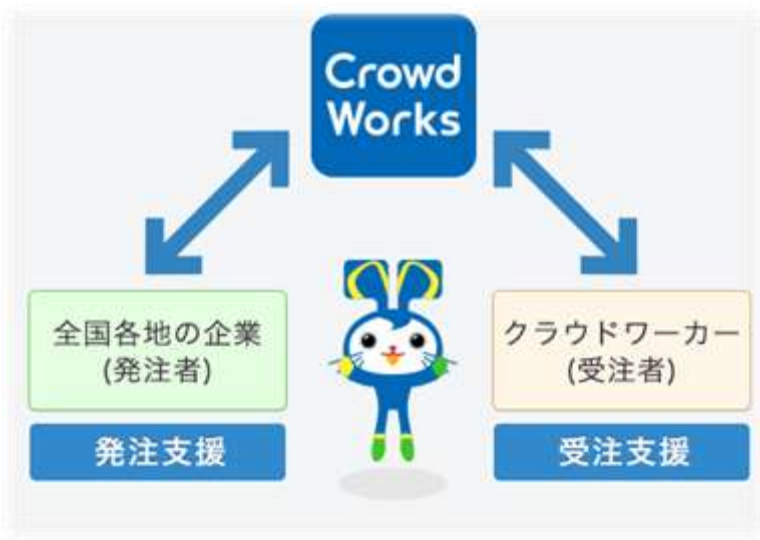 Crowd
Works
全国各地の企業
(発注者)
発注支援
クラウドワーカー
(受注者)
受注支援